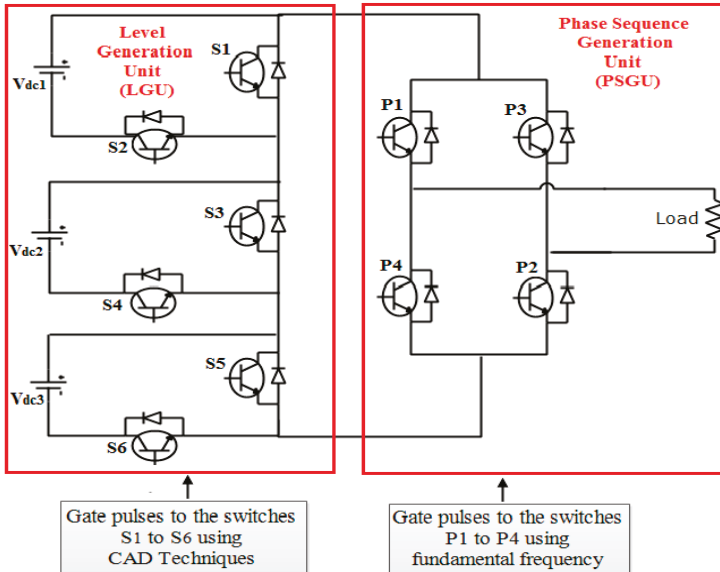 Level
Generation
Unit
(LGU)
Phase Sequence
Generation
Unit
(PSGU)
S1
Vdc1
S2
P1
P3
S3
Vdc2
S4
Load
P4
P2
S5
Vdc3
S6
Gate pulses to the switches
S1 to S6 using
CAD Techniques
Gate pulses to the switches
P1 to P4 using
fundamental frequency